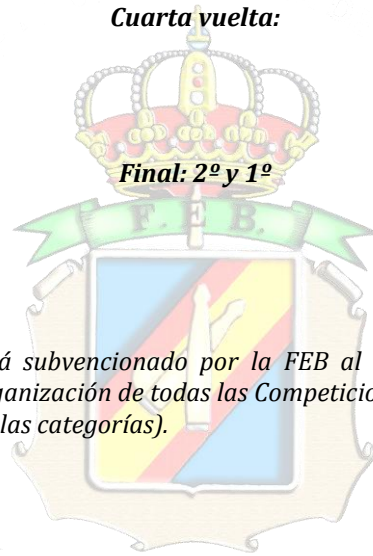 Cuarta vuelta:
Final: 2º y 1º
F. E. B.
á subvencionado por la FEB al
ganización de todas las Competicio
las categorías).